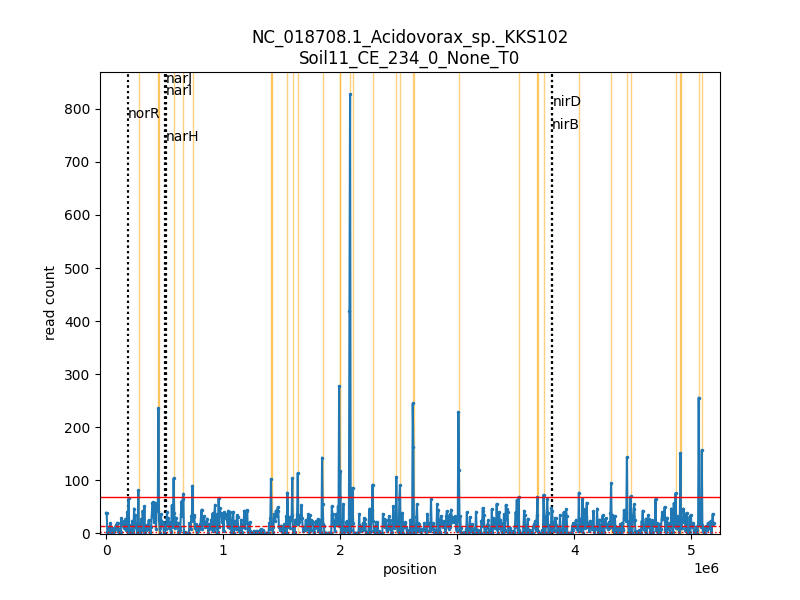 NC_018708.1_Acidovorax_sp._KKS102
Soil11_CE_234_0_None_T0
narJ
narI
norR
narH
nirD
nirB
800
700
600
500
400
300
200
100
0
read count
0 1 2 3 4 5
1e6
position